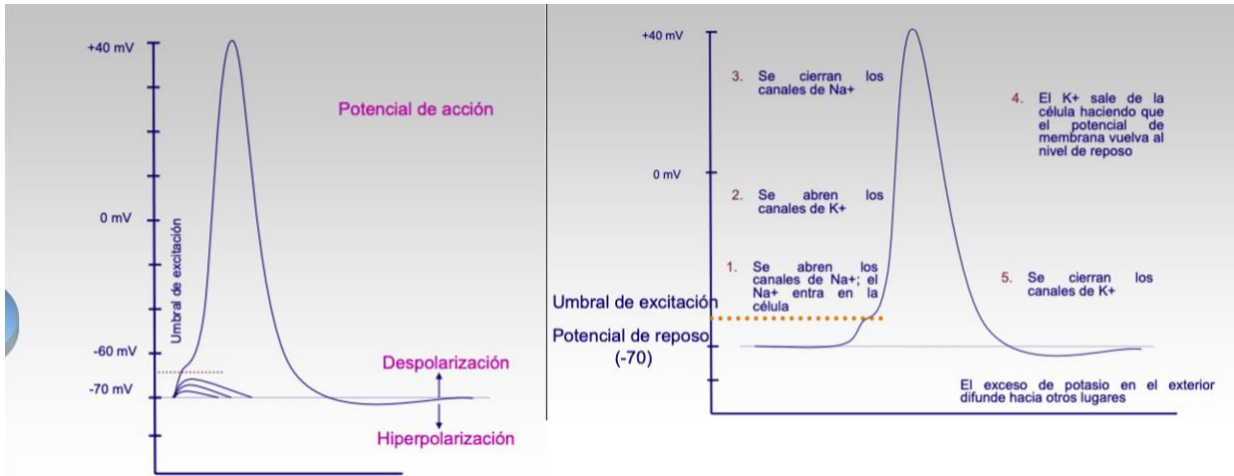 +40 mV
Potencial de acción
0 mV
Umbral de excitación
-60 mV
-70 mV
Despolarización
Hiperpolarización
+40 mV
3. Se cierran los
canales de Na+
4. El K+ sale de la
célula haciendo que
el potencial de
membrana vuelva al
nivel de reposo
0 mV
2. Se abren los
canales de K+
1. Se abren los
canales de Na+; el
Na+ entra en la
célula
5. Se cierran los
canales de K+
Umbral de excitación
Potencial de reposo
(-70)
El exceso de potasio en el exterior
difunde hacia otros lugares